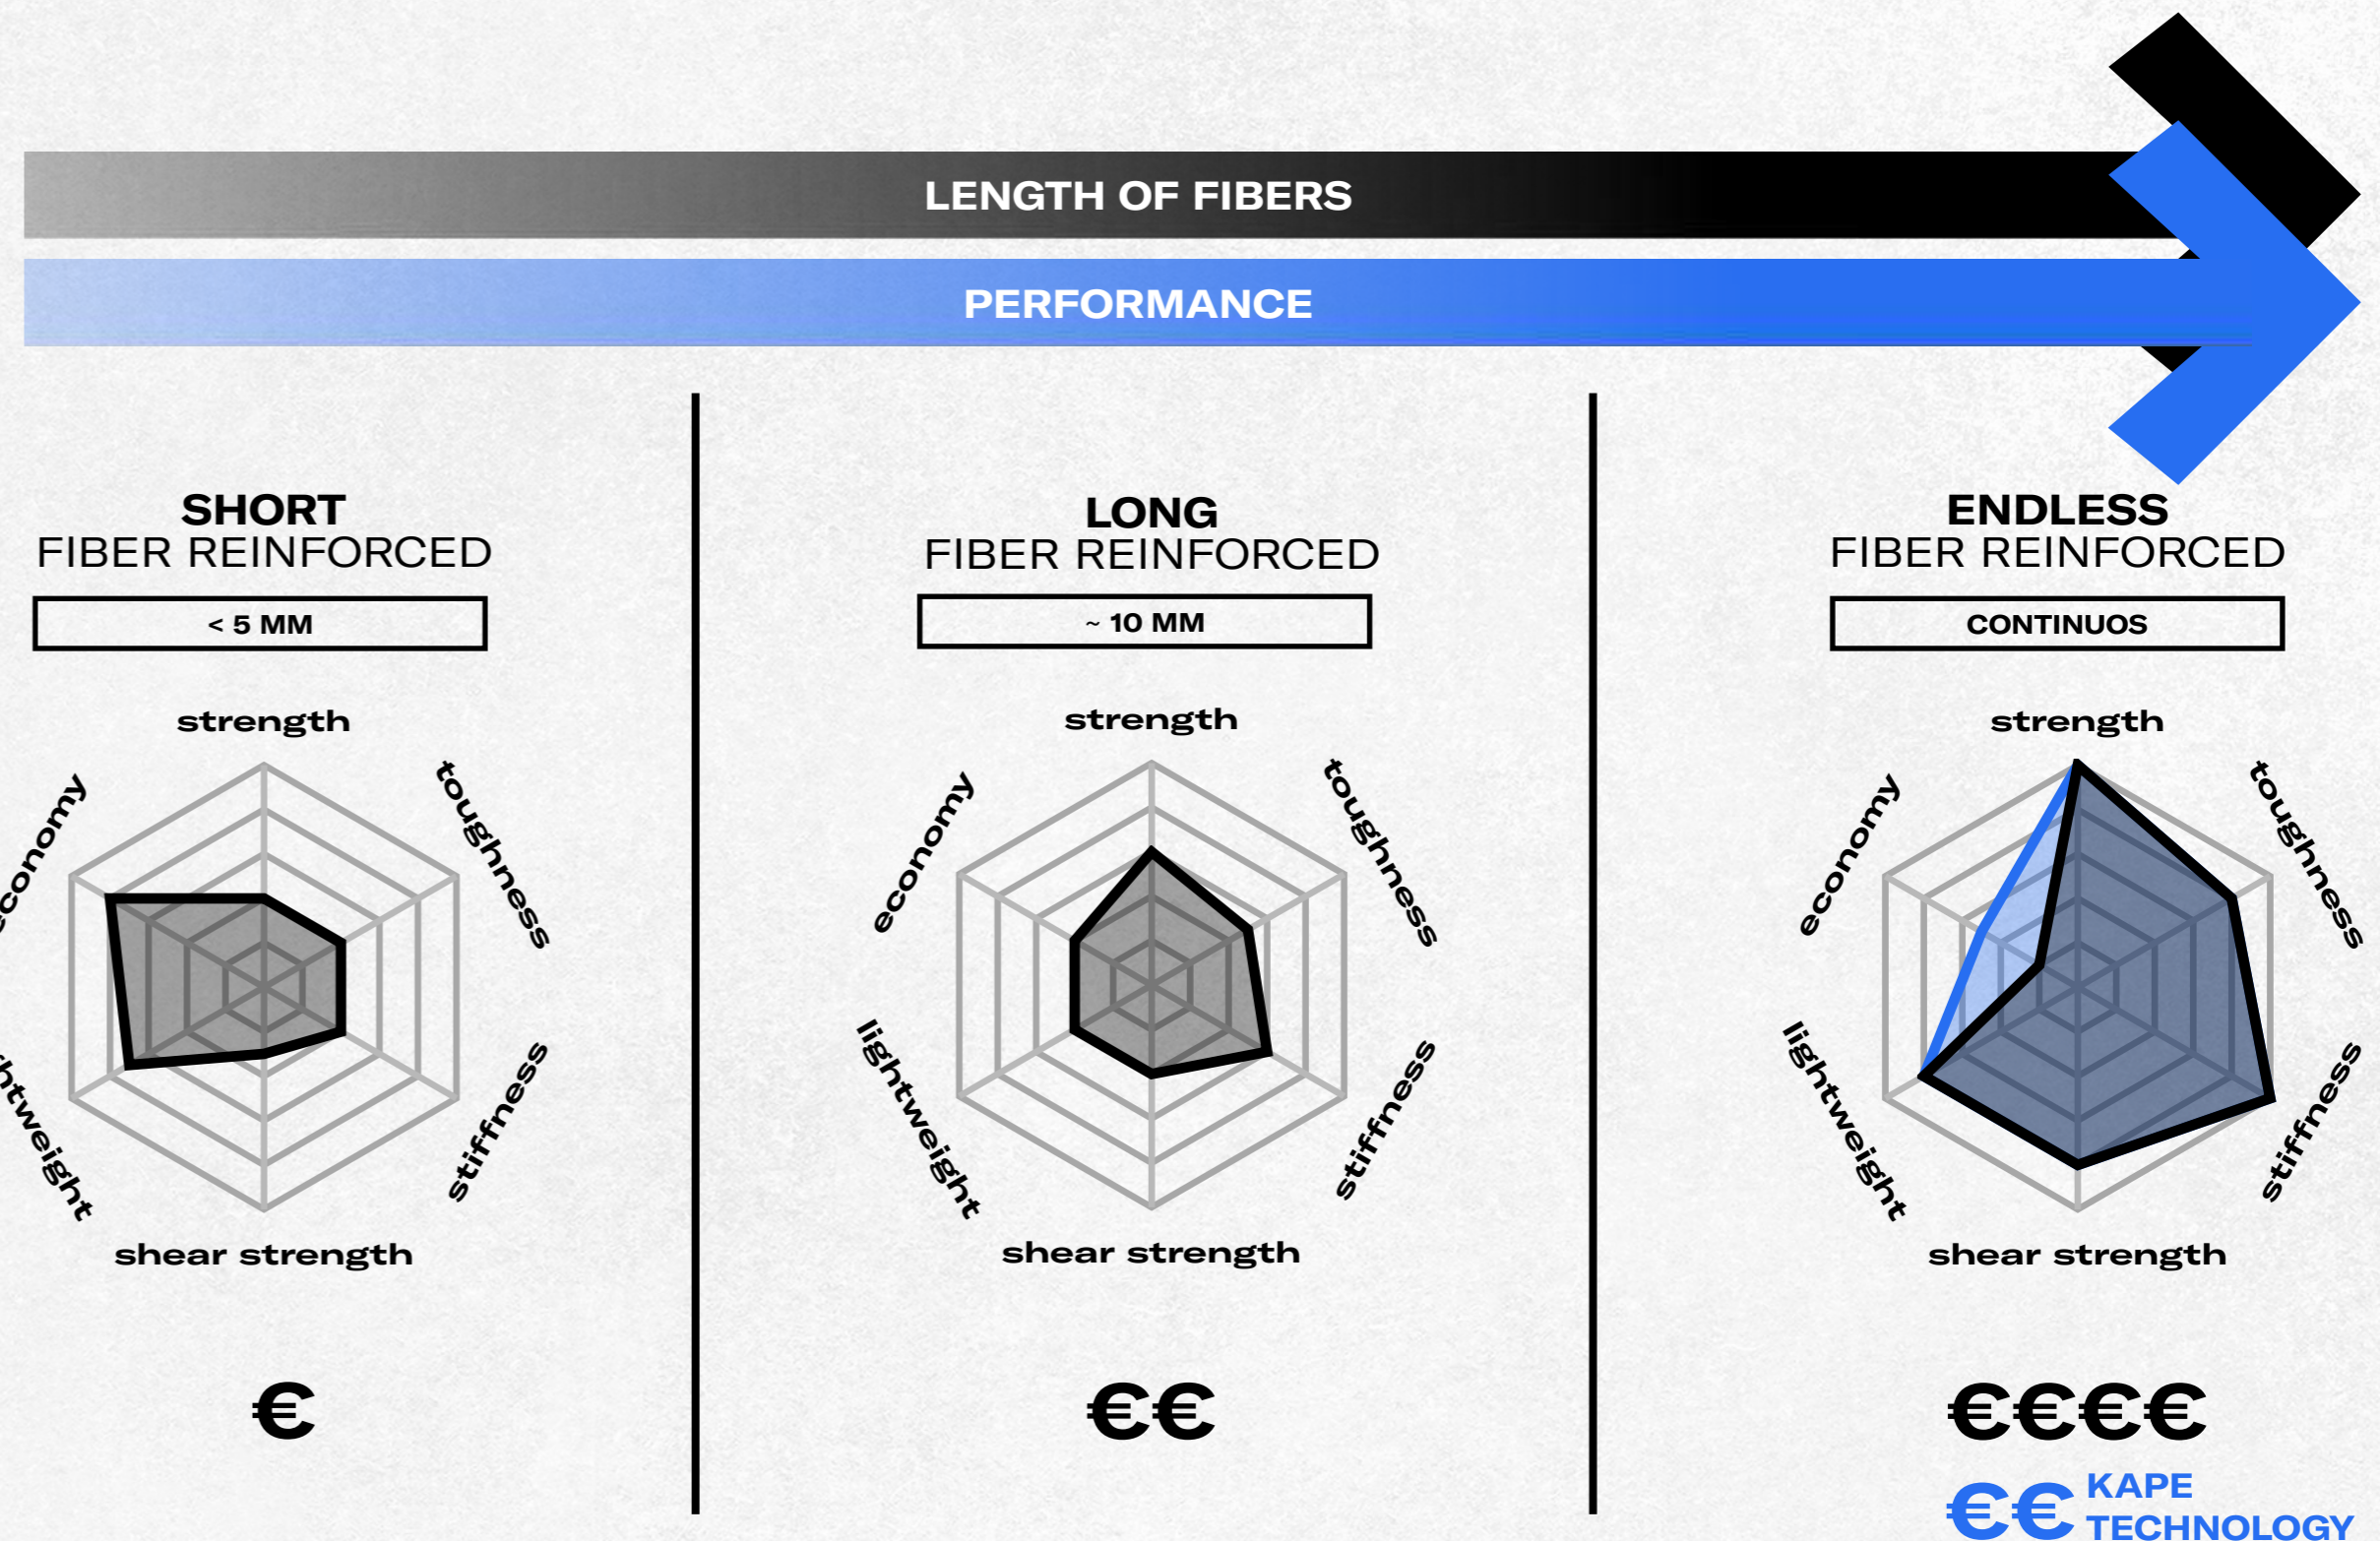 LENGTH OF FIBERS
PERFORMANCE
SHORT
FIBER REINFORCED
< 5 MM
strength
economy
toughness
htweight
stiffness
shear strength
€
LONG
FIBER REINFORCED
~ 10 MM
strength
economy
toughness
lightweight
stiffness
shear strength
€€
ENDLESS
FIBER REINFORCED
CONTINUOS
strength
economy
toughness
lightweight
stiffness
shear strength
€€€€
€€ KAPE
TECHNOLOGY